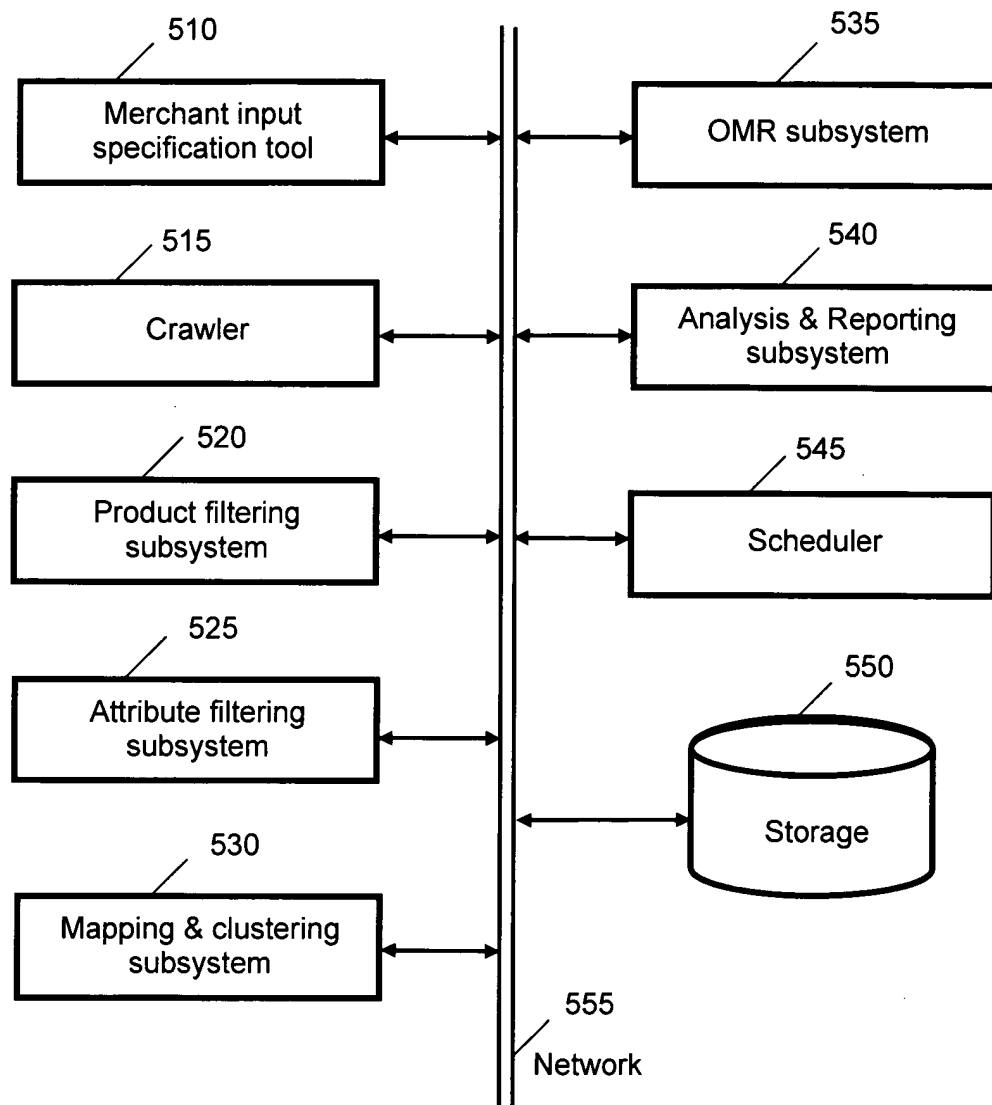 510
Merchant input
specification tool
515
Crawler
520
Product filtering
subsystem
525
Attribute filtering
subsystem
530
Mapping & clustering
subsystem
535
OMR subsystem
540
Analysis & Reporting
subsystem
545
Scheduler
550
Storage
555
Network